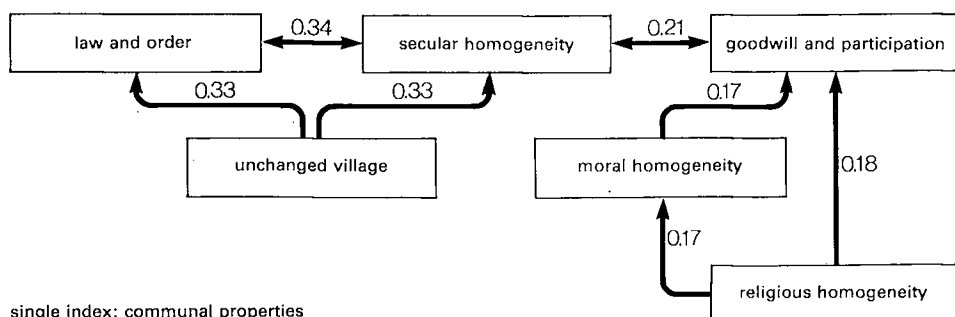 law and order
0.34
secular homogeneity
0.21
goodwill and participation
0.33
0.33
0.17
unchanged village
moral homogeneity
0.18
0.17
religious homogeneity
single index: communal properties